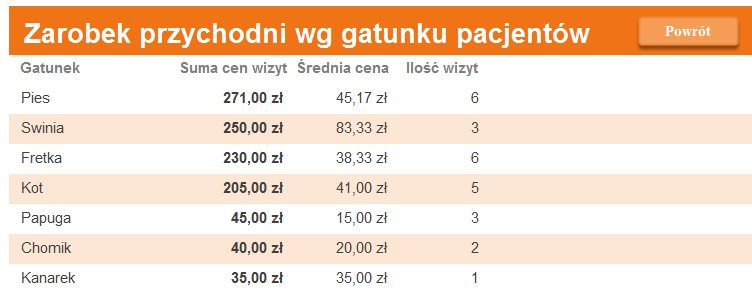 Zarobek przychodni wg gatunku pacjentów Powrót
Gatunek Suma cen wizyt Średnia cena Ilość wizyt
Pies 271,00 zł 45,17 zł 6
Swinia 250,00 zł 83,33 zł 3
Fretka 230,00 zł 38,33 zł 6
Kot 205,00 zł 41,00 zł 5
Papuga 45,00 zł 15,00 zł 3
Chomik 40,00 zł 20,00 zł 2
Kanarek 35,00 zł 35,00 zł 1